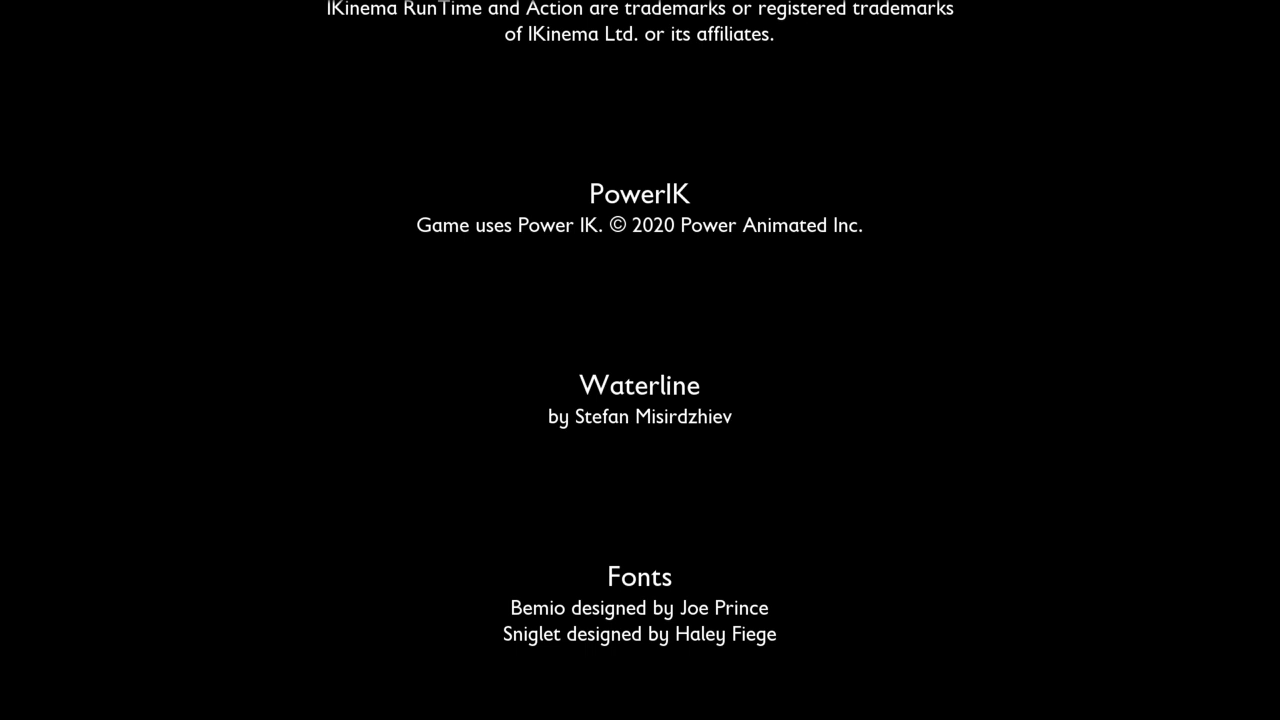 IKinema RunTime and Action are trademarks or registered trademarks
of IKinema Ltd. or its affiliates.
PowerIK
Game uses Power IK. © 2020 Power Animated Inc.
Waterline
by Stefan Misirdzhiev
Fonts
Bemio designed by Joe Prince
Sniglet designed by Haley Fiege